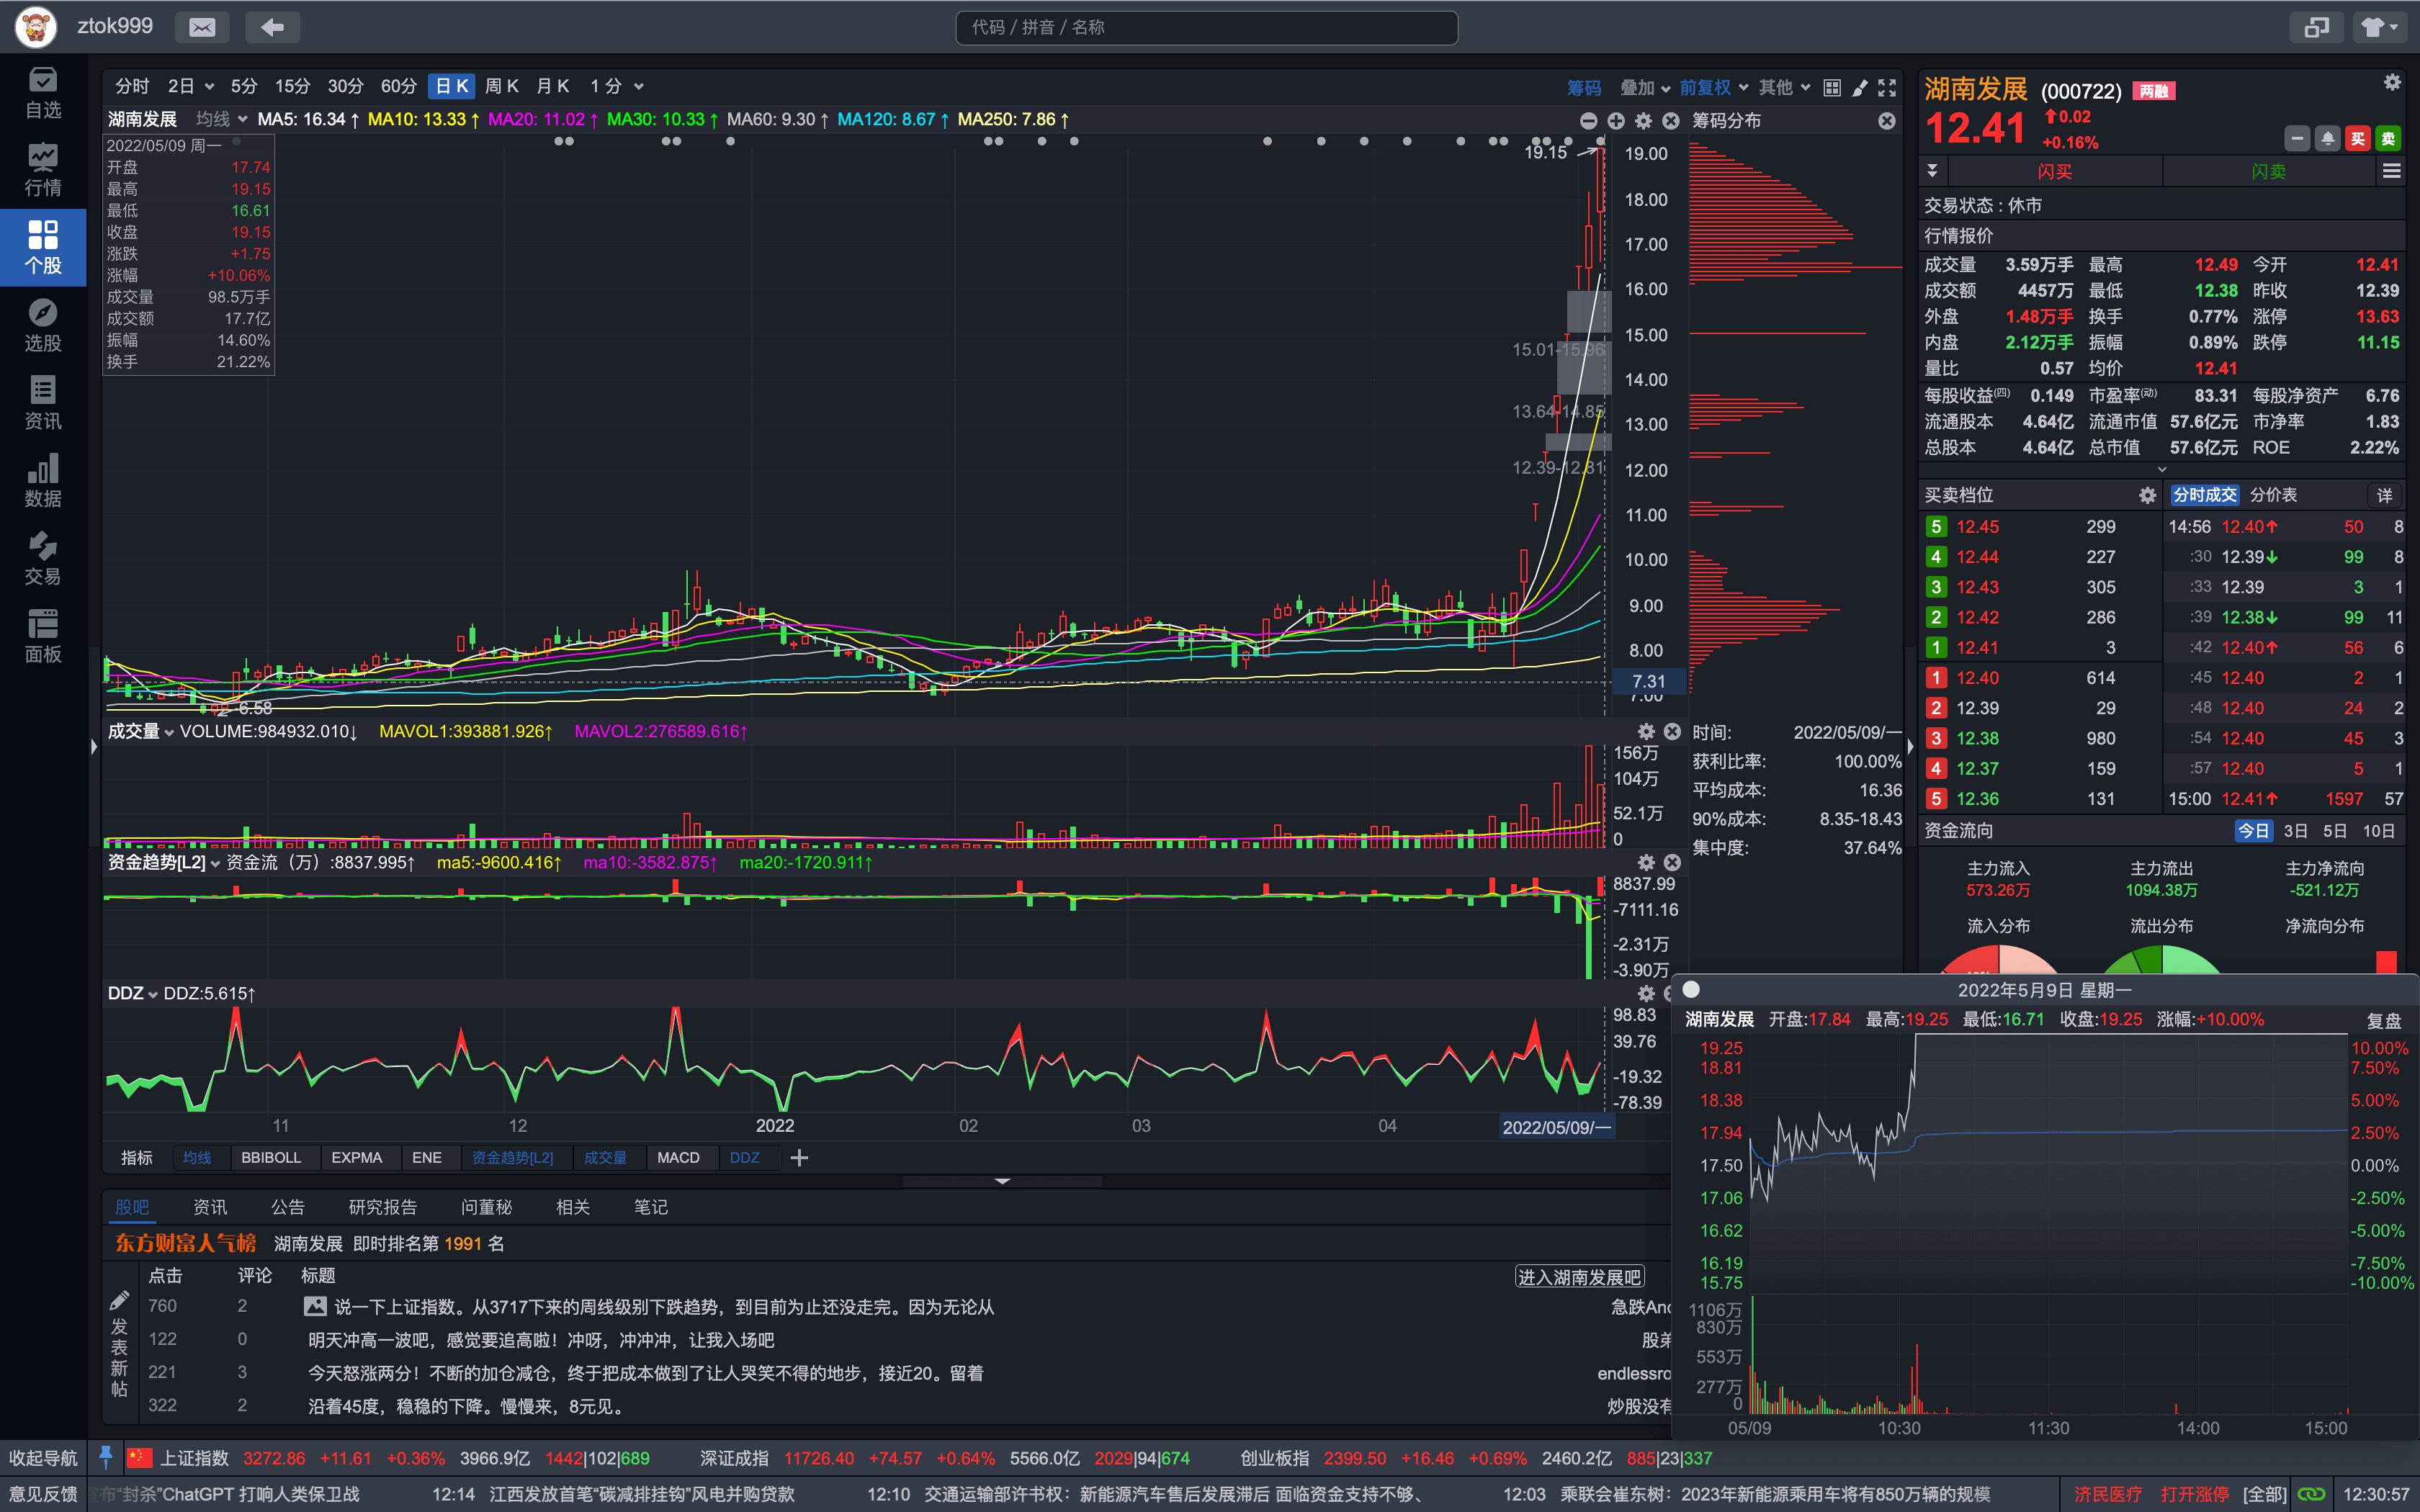 ztok999
代码 / 拼音 / 名称
自选
行情
个股
选股
资讯
数据
交易
面板
分时 2日 5分 15分 30分 60分 日K 周K 月K 1分
筹码 叠加 前复权 其他
湖南发展 均线 MA5: 16.34↑ MA10: 13.33↑ MA20: 11.02↑ MA30: 10.33↑ MA60: 9.30↑ MA120: 8.67↑ MA250: 7.86↑
筹码分布
2022/05/09 周一
开盘 17.74
最高 19.15
最低 16.61
收盘 19.15
涨跌 +1.75
涨幅 +10.06%
成交量 98.5万手
成交额 17.7亿
振幅 14.60%
换手 21.22%
19.15
15.01-15.96
13.64-14.85
12.39-12.81
6.58
19.00
18.00
17.00
16.00
15.00
14.00
13.00
12.00
11.00
10.00
9.00
8.00
7.31
7.00
成交量 VOLUME:984932.010↓ MAVOL1:393881.926↑ MAVOL2:276589.616↑
156万
104万
52.1万
0
资金趋势[L2] 资金流（万）:8837.995↑ ma5:-9600.416↑ ma10:-3582.875↑ ma20:-1720.911↑
8837.99
-7111.16
-2.31万
-3.90万
DDZ DDZ:5.615↑
98.83
39.76
-19.32
-78.39
11 12 2022 02 03 04 2022/05/09/一
时间: 2022/05/09/一
获利比率: 100.00%
平均成本: 16.36
90%成本: 8.35-18.43
集中度: 37.64%
指标 均线 BBIBOLL EXPMA ENE 资金趋势[L2] 成交量 MACD DDZ
股吧 资讯 公告 研究报告 问董秘 相关 笔记
东方财富人气榜 湖南发展 即时排名第 1991 名
点击 评论 标题 进入湖南发展吧
760 2 说一下上证指数。从3717下来的周线级别下跌趋势，到目前为止还没走完。因为无论从 急跌And
122 0 明天冲高一波吧，感觉要追高啦！冲呀，冲冲冲，让我入场吧 股弟
221 3 今天怒涨两分！不断的加仓减仓，终于把成本做到了让人哭笑不得的地步，接近20。留着 endlessro
322 2 沿着45度，稳稳的下降。慢慢来，8元见。 炒股没有
发表新帖
湖南发展 (000722) 两融
12.41 0.02
+0.16%
买 卖
闪买 闪卖
交易状态 : 休市
行情报价
成交量 3.59万手 最高 12.49 今开 12.41
成交额 4457万 最低 12.38 昨收 12.39
外盘 1.48万手 换手 0.77% 涨停 13.63
内盘 2.12万手 振幅 0.89% 跌停 11.15
量比 0.57 均价 12.41
每股收益(四) 0.149 市盈率(动) 83.31 每股净资产 6.76
流通股本 4.64亿 流通市值 57.6亿元 市净率 1.83
总股本 4.64亿 总市值 57.6亿元 ROE 2.22%
买卖档位 分时成交 分价表 详
5 12.45 299 14:56 12.40↑ 50 8
4 12.44 227 :30 12.39↓ 99 8
3 12.43 305 :33 12.39 3 1
2 12.42 286 :39 12.38↓ 99 11
1 12.41 3 :42 12.40↑ 56 6
1 12.40 614 :45 12.40 2 1
2 12.39 29 :48 12.40 24 2
3 12.38 980 :54 12.40 45 3
4 12.37 159 :57 12.40 5 1
5 12.36 131 15:00 12.41↑ 1597 57
资金流向 今日 3日 5日 10日
主力流入 主力流出 主力净流向
573.26万 1094.38万 -521.12万
流入分布 流出分布 净流向分布
2022年5月9日 星期一
湖南发展 开盘:17.84 最高:19.25 最低:16.71 收盘:19.25 涨幅:+10.00% 复盘
19.25 10.00%
18.81 7.50%
18.38 5.00%
17.94 2.50%
17.50 0.00%
17.06 -2.50%
16.62 -5.00%
16.19 -7.50%
15.75 -10.00%
1106万
830万
553万
277万
0
05/09 10:30 11:30 14:00 15:00
收起导航 上证指数 3272.86 +11.61 +0.36% 3966.9亿 1442|102|689 深证成指 11726.40 +74.57 +0.64% 5566.0亿 2029|94|674 创业板指 2399.50 +16.46 +0.69% 2460.2亿 885|23|337
意见反馈 宣布“封杀”ChatGPT 打响人类保卫战 12:14 江西发放首笔“碳减排挂钩”风电并购贷款 12:10 交通运输部许书权：新能源汽车售后发展滞后 面临资金支持不够、 12:03 乘联会崔东树：2023年新能源乘用车将有850万辆的规模 济民医疗 打开涨停 [全部] 12:30:57